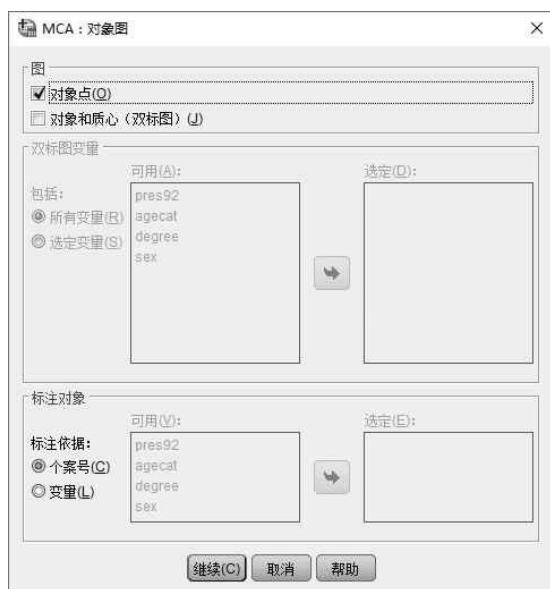 MCA：对象图
图
对象点(O)
对象和质心（双标图）(J)
双标图变量
可用(A):
选定(D):
包括:
所有变量(R)
选定变量(S)
pres92
agecat
degree
sex
标注对象
可用(V):
选定(E):
标注依据:
个案号(C)
变量(L)
pres92
agecat
degree
sex
继续(C)
取消
帮助